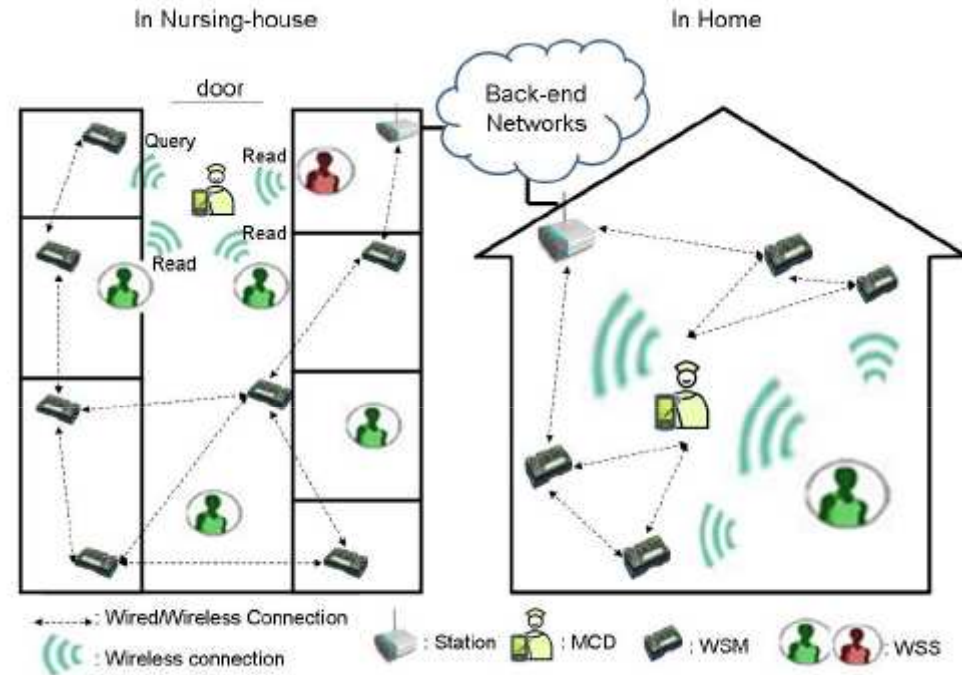 In Nursing-house
In Home
door
Back-end
Networks
Query
Read
Read
Read
: Wired/Wireless Connection
: Wireless connection
: Station
: MCD
: WSM
: WSS